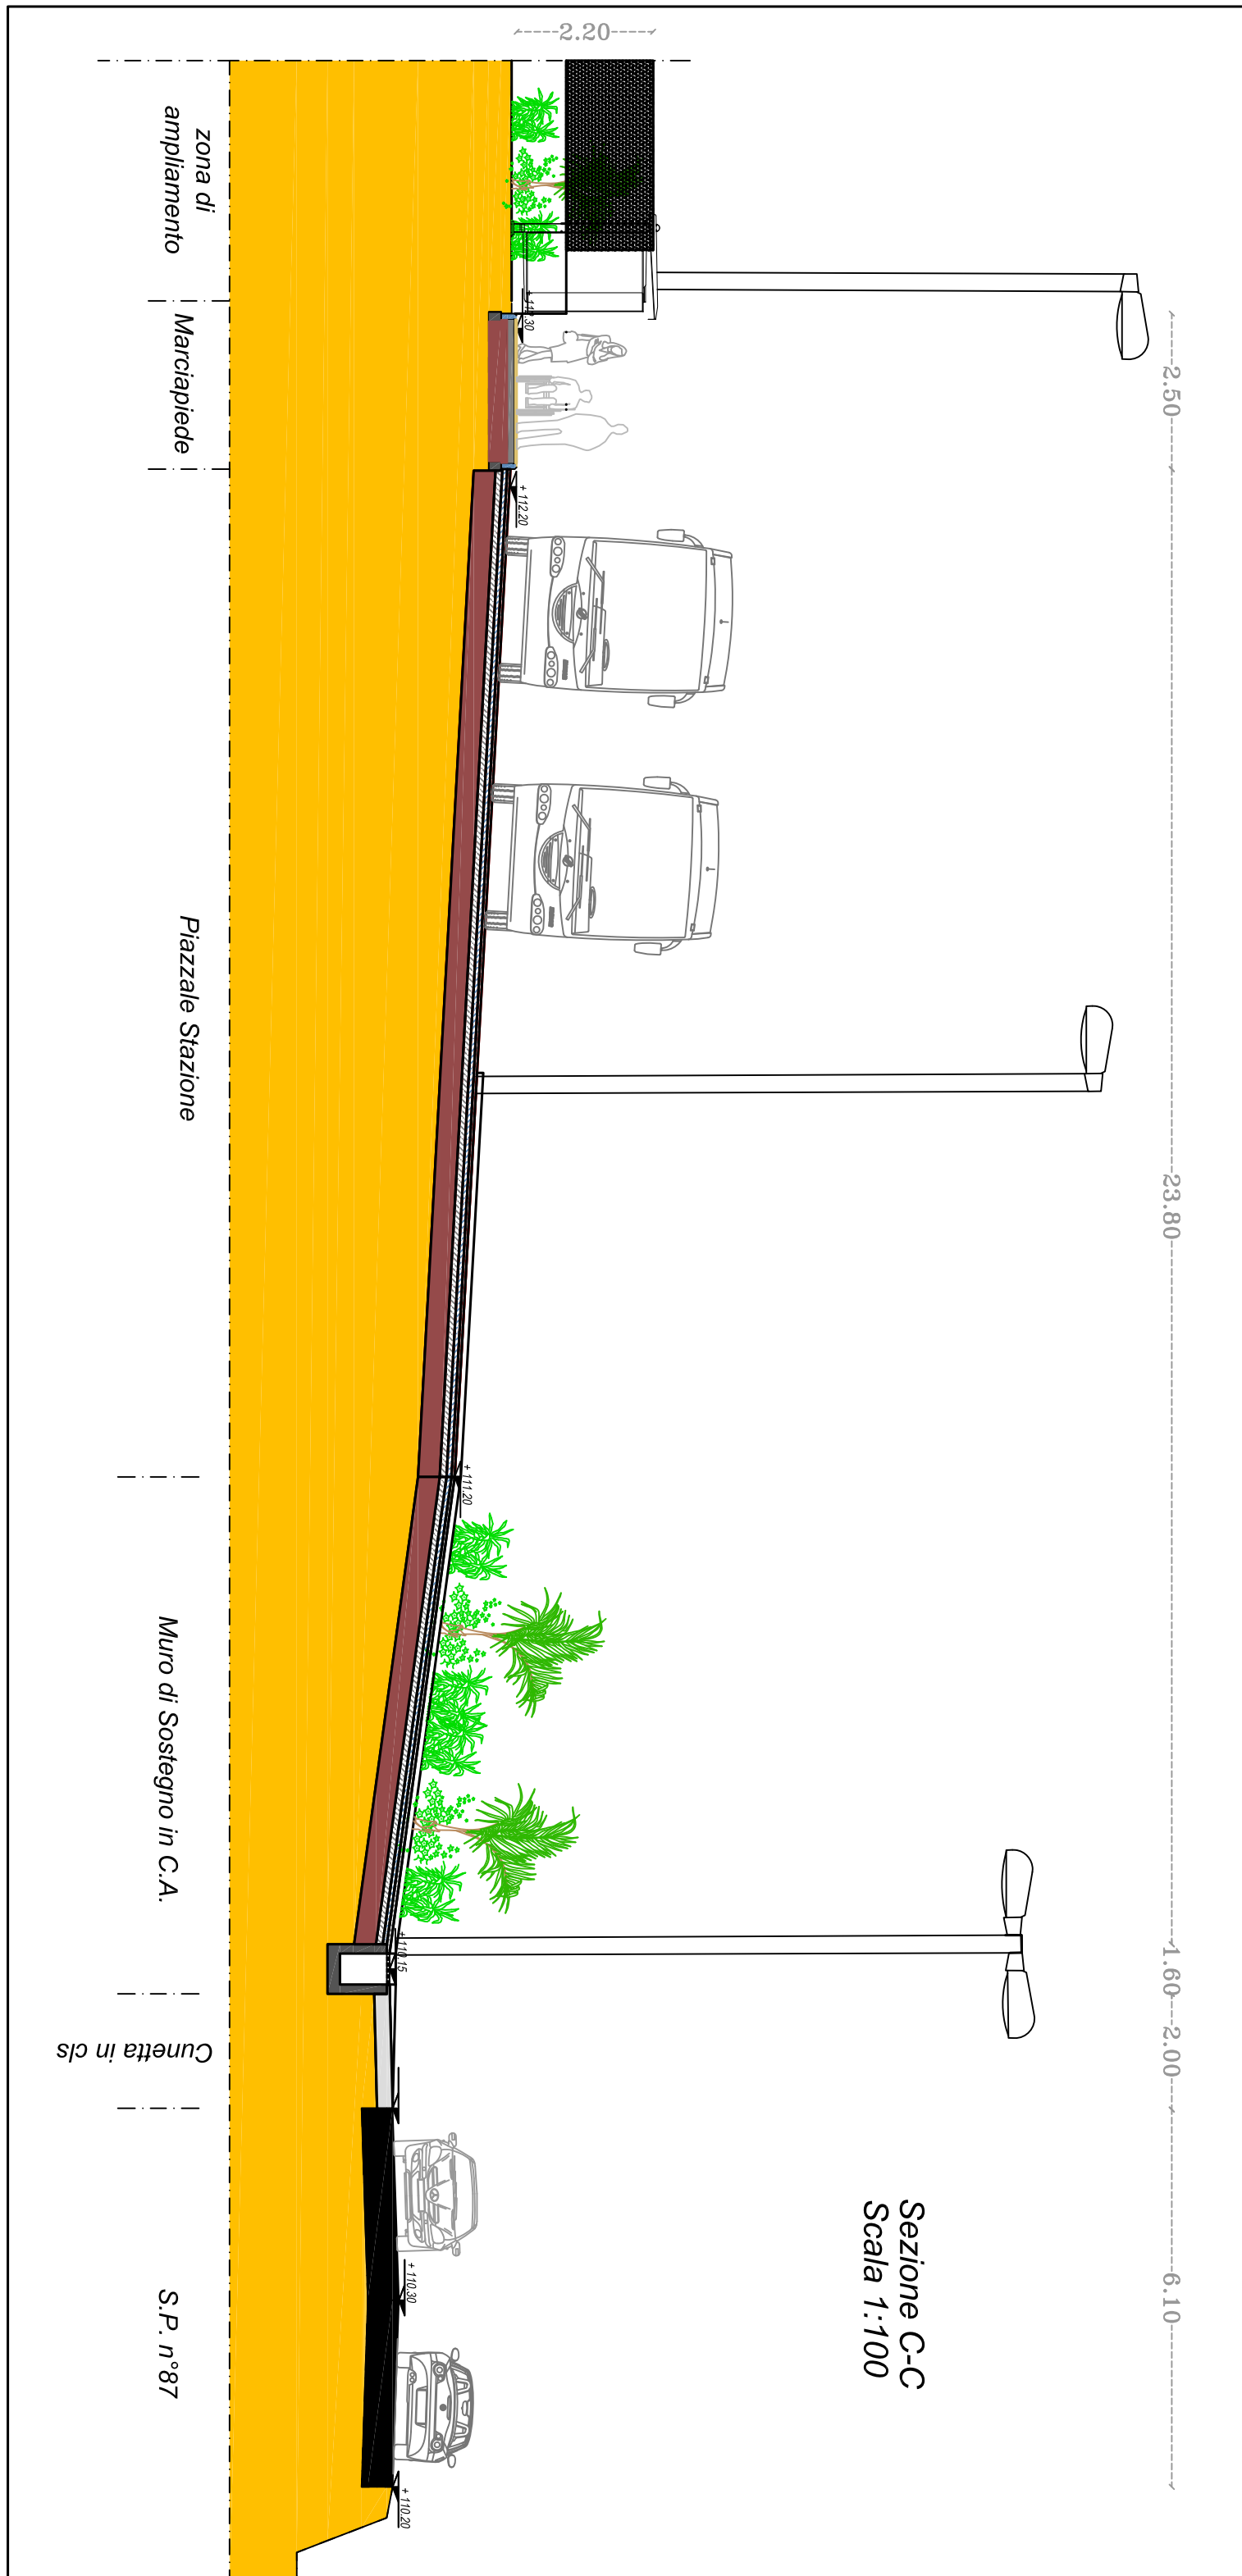 2.20
zona di
ampliamento
Marciapiede
Piazzale Stazione
Muro di Sostegno in C.A.
Cunetta in cls
S.P. n°87
+ 112.20
+ 111.20
+ 110.15
+ 110.30
+ 110.20
2.50
23.80
1.60
2.00
6.10
Sezione C-C
Scala 1:100